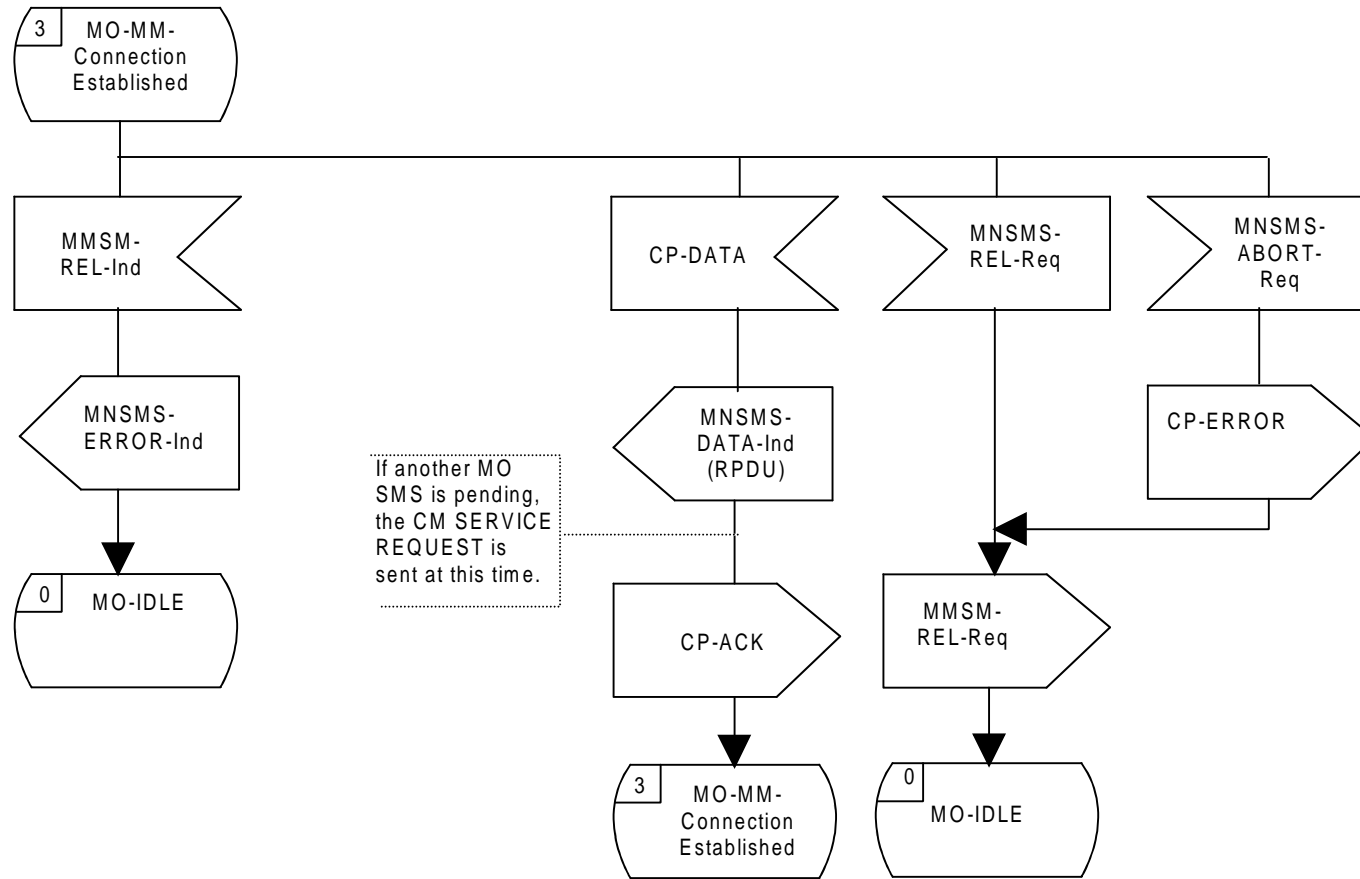 3
MO-MM-
Connection
Established
MMSM-
REL-Ind
CP-DATA
MNSMS-
REL-Req
MNSMS-
ABORT-
Req
MNSMS-
ERROR-Ind
MNSMS-
DATA-Ind
(RPDU)
CP-ERROR
If another MO
SMS is pending,
the CM SERVICE
REQUEST is
sent at this time.
0
MO-IDLE
CP-ACK
MMSM-
REL-Req
3
MO-MM-
Connection
Established
0
MO-IDLE